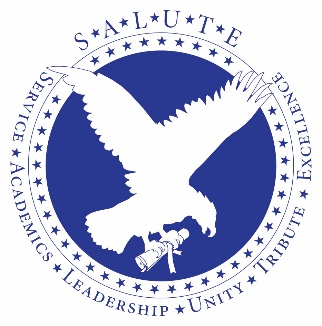 S★A★L★U★T★E
SERVICE ★ ACADEMICS ★ LEADERSHIP ★ UNITY ★ TRIBUTE ★ EXCELLENCE